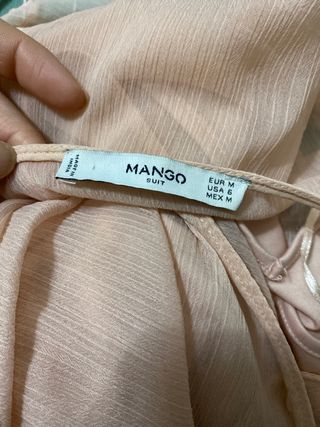 MADE IN
INDIA
MANGO
SUIT
EUR M
USA 6
MEX M